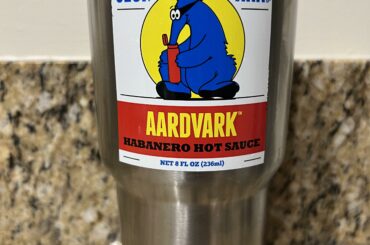 AARDVARK™
HABANERO HOT SAUCE
NET 8 FL OZ (236ml)